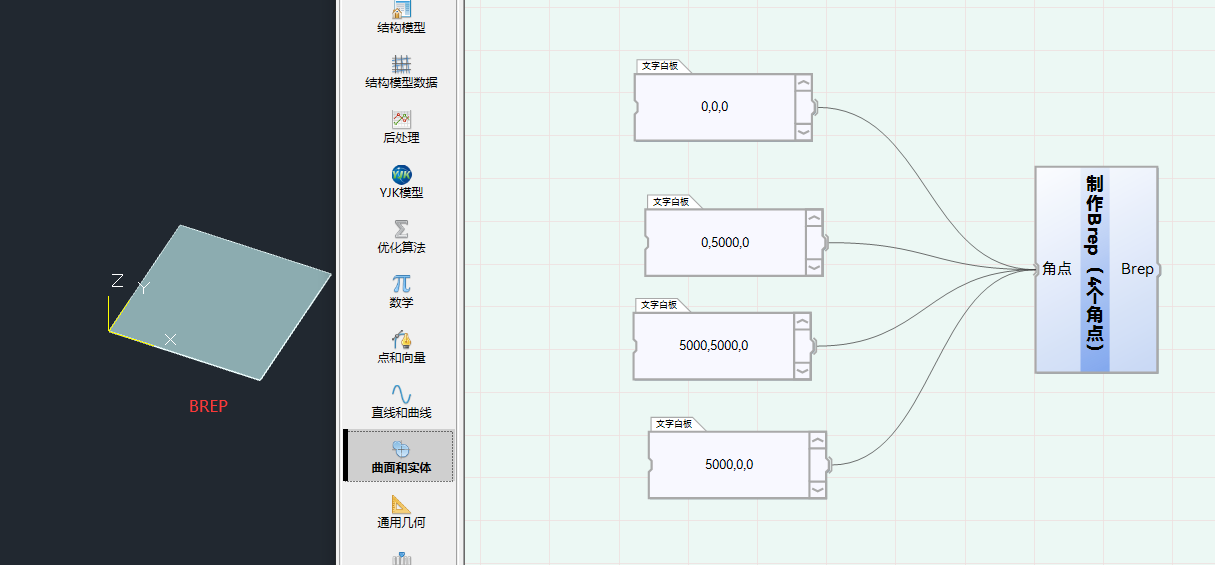 Z
Y
X
BREP
结构模型
结构模型数据
后处理
YJK
YJK模型
优化算法
数学
点和向量
直线和曲线
曲面和实体
通用几何
文字白板
0,0,0
文字白板
0,5000,0
文字白板
5000,5000,0
文字白板
5000,0,0
角点
制作Brep（4个角点）
Brep